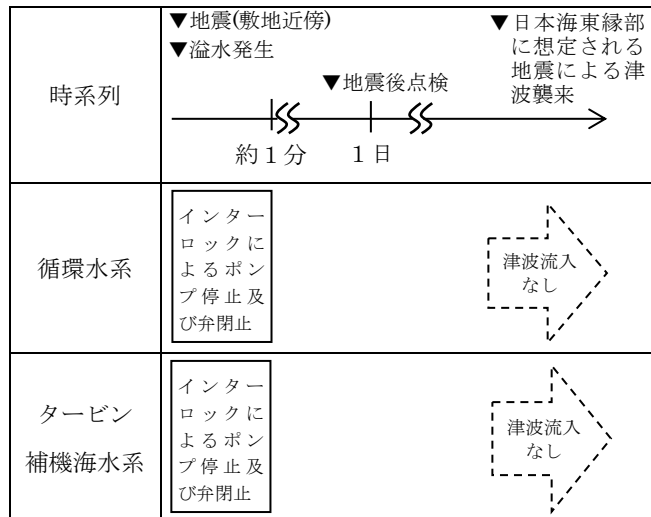 時系列
▼地震(敷地近傍)
▼溢水発生
▼地震後点検
▼日本海東縁部
に想定される
地震による津
波襲来
約1分
1日
循環水系
インター
ロックに
よるポン
プ停止及
び弁閉止
津波流入
なし
タービン
補機海水系
インター
ロックに
よるポン
プ停止及
び弁閉止
津波流入
なし